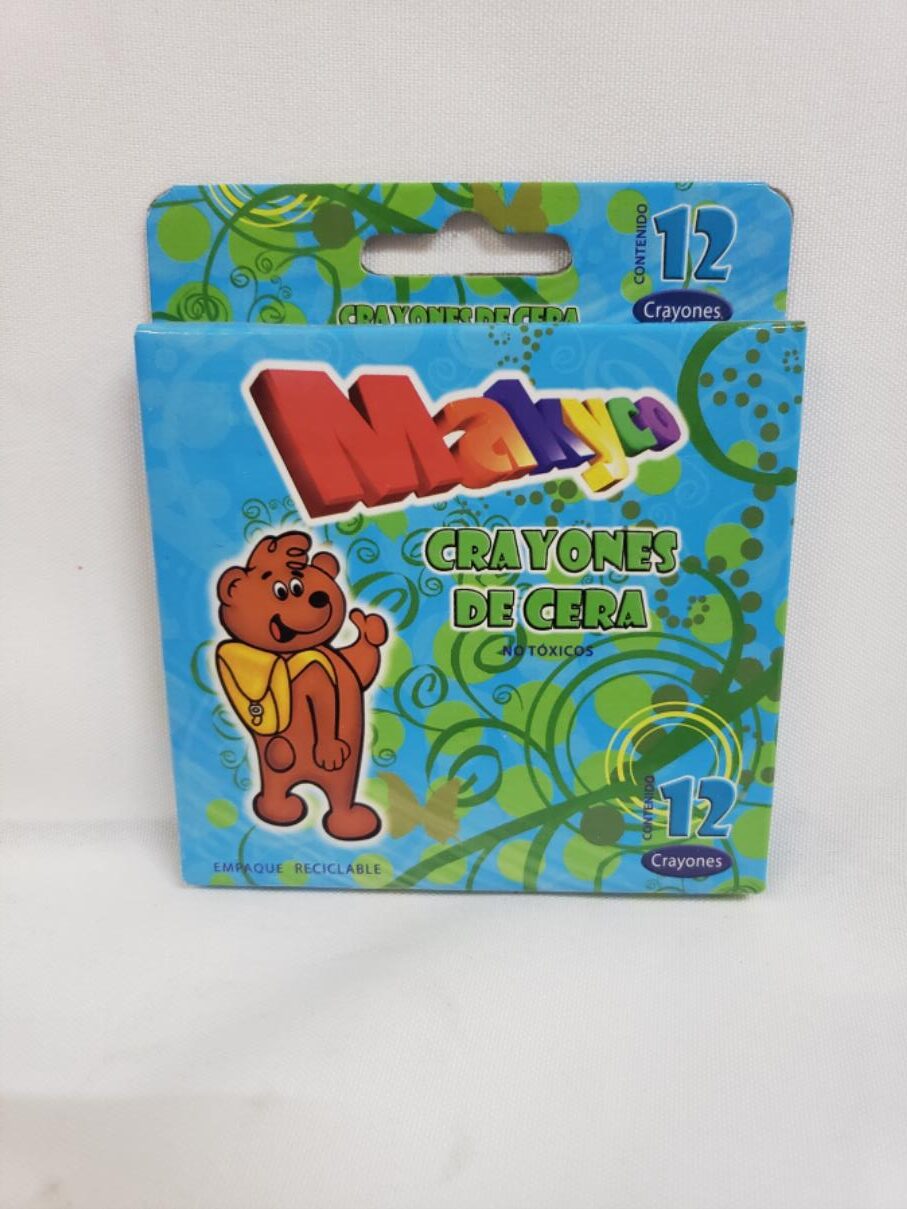 CONTENIDO
12
Crayones
CRAYONES DE CERA
Makyco
CRAYONES
DE CERA
NO TÓXICOS
CONTENIDO
12
Crayones
EMPAQUE RECICLABLE